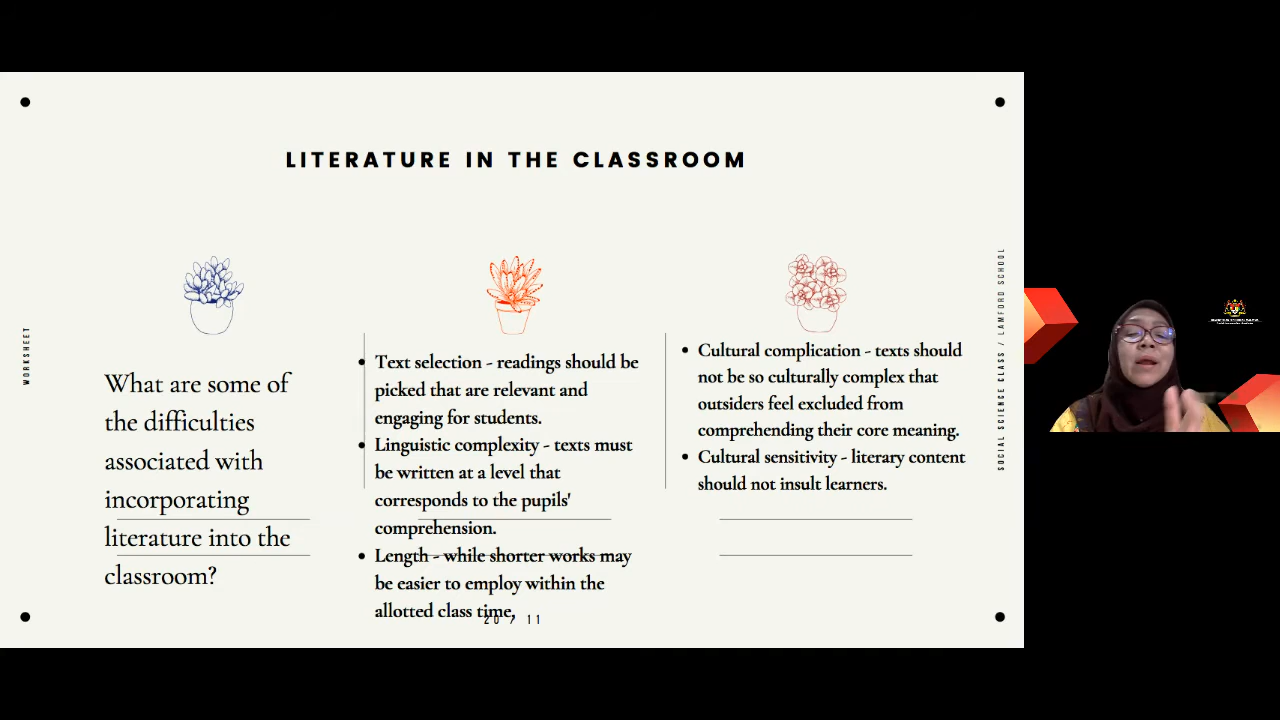 LITERATURE IN THE CLASSROOM
WORKSHEET
What are some of
the difficulties
associated with
incorporating
literature into the
classroom?
• Text selection - readings should be
picked that are relevant and
engaging for students.
• Linguistic complexity - texts must
be written at a level that
corresponds to the pupils'
comprehension.
• Length - while shorter works may
be easier to employ within the
allotted class time,
• Cultural complication - texts should
not be so culturally complex that
outsiders feel excluded from
comprehending their core meaning.
• Cultural sensitivity - literary content
should not insult learners.
20 / 11
SOCIAL SCIENCE CLASS / LAMFORD SCHOOL